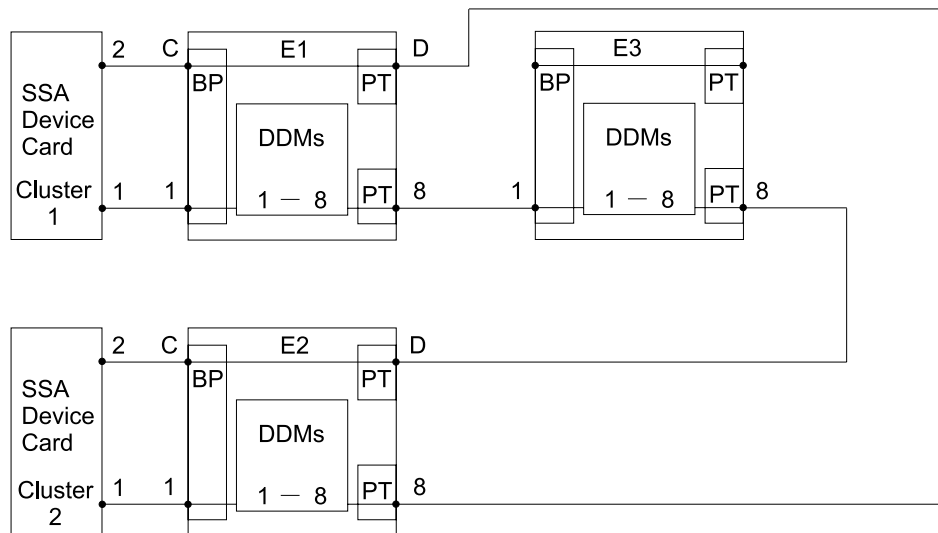 2 C E1 D E3
BP PT BP PT
SSA
Device
Card
DDMs DDMs
Cluster
1
1 1 PT 8 1 PT 8
1 — 8 1 — 8
2 C E2 D
BP PT
SSA
Device
Card
DDMs
Cluster
2
1 1 PT 8
1 — 8